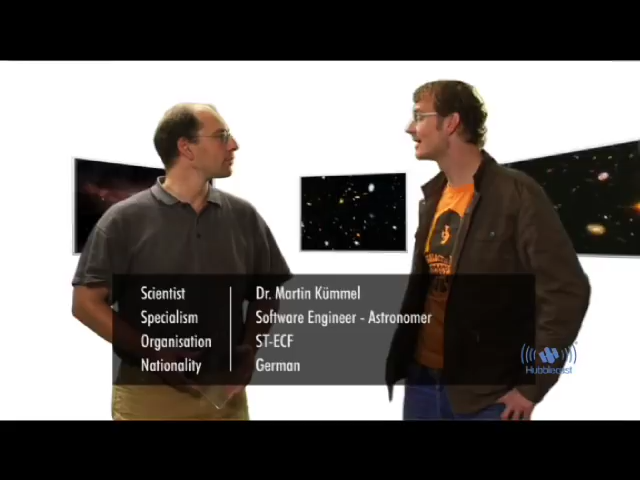 Scientist Dr. Martin Kümmel
Specialism Software Engineer - Astronomer
Organisation ST-ECF
Nationality German
Hubblecast